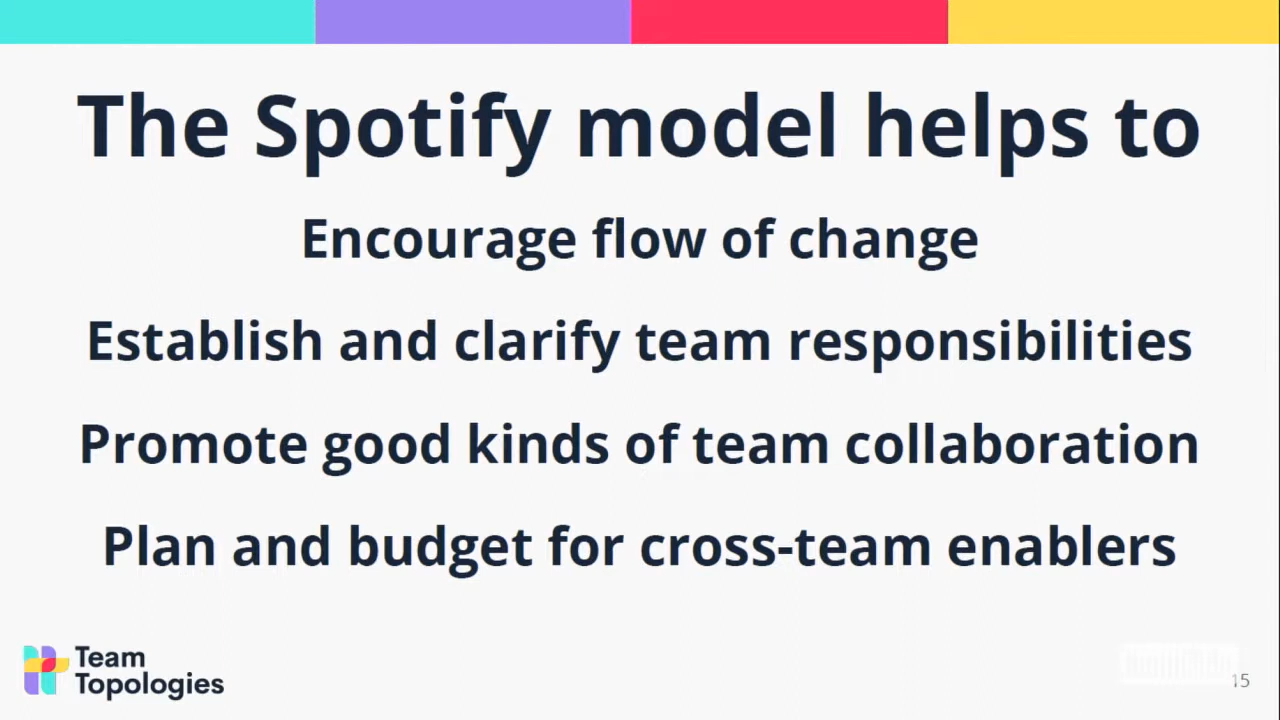 The Spotify model helps to
Encourage flow of change
Establish and clarify team responsibilities
Promote good kinds of team collaboration
Plan and budget for cross-team enablers
Team
Topologies
45